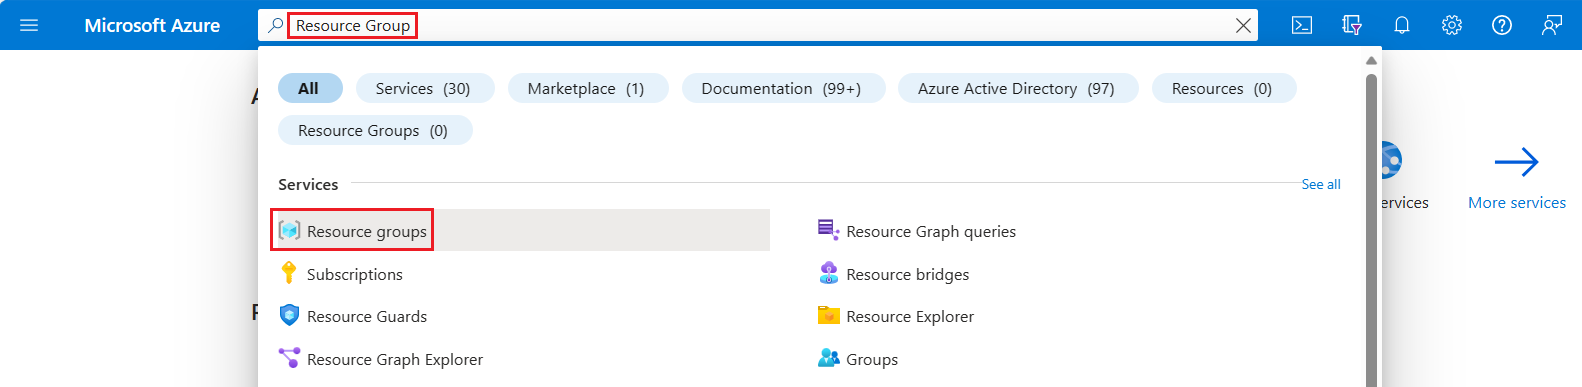 Microsoft Azure Resource Group
All Services (30) Marketplace (1) Documentation (99+) Azure Active Directory (97) Resources (0)
Resource Groups (0)
Services See all
Resource groups Resource Graph queries
Subscriptions Resource bridges
Resource Guards Resource Explorer
Resource Graph Explorer Groups
ervices More services